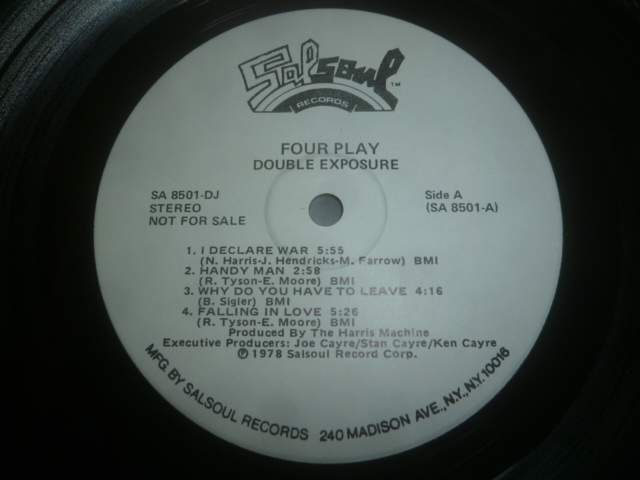 Salsoul ™
RECORDS
FOUR PLAY
DOUBLE EXPOSURE
SA 8501-DJ
STEREO
NOT FOR SALE
Side A
(SA 8501-A)
1. I DECLARE WAR 5:55
(N. Harris-J. Hendricks-M. Farrow) BMI
2. HANDY MAN 2:58
(R. Tyson-E. Moore) BMI
3. WHY DO YOU HAVE TO LEAVE 4:16
(B. Sigler) BMI
4. FALLING IN LOVE 5:26
(R. Tyson-E. Moore) BMI
Produced By The Harris Machine
Executive Producers: Joe Cayre/Stan Cayre/Ken Cayre
℗ 1978 Salsoul Record Corp.
MFG. BY SALSOUL RECORDS 240 MADISON AVE., N.Y., N.Y. 10016